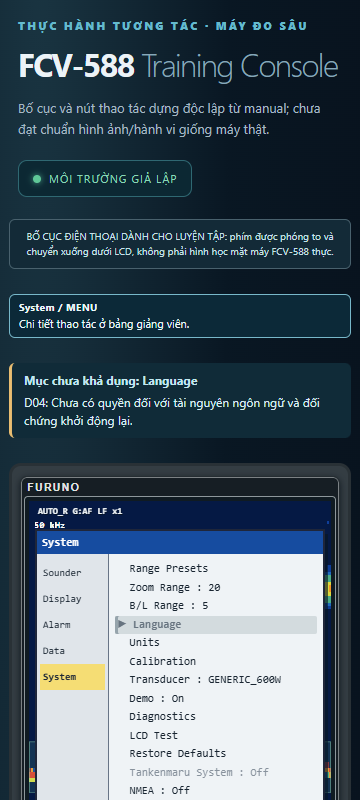 THỰC HÀNH TƯƠNG TÁC · MÁY ĐO SÂU
FCV-588 Training Console
Bố cục và nút thao tác dựng độc lập từ manual; chưa
đạt chuẩn hình ảnh/hành vi giống máy thật.
MÔI TRƯỜNG GIẢ LẬP
BỐ CỤC ĐIỆN THOẠI DÀNH CHO LUYỆN TẬP: phím được phóng to và
chuyển xuống dưới LCD, không phải hình học mặt máy FCV-588 thực.
System / MENU
Chi tiết thao tác ở bảng giảng viên.
Mục chưa khả dụng: Language
D04: Chưa có quyền đối với tài nguyên ngôn ngữ và đối
chứng khởi động lại.
FURUNO
AUTO_R G:AF LF x1
50 kHz
System
Sounder
Display
Alarm
Data
System
Range Presets
Zoom Range : 20
B/L Range : 5
▶ Language
Units
Calibration
Transducer : GENERIC_600W
Demo : On
Diagnostics
LCD Test
Restore Defaults
Tankenmaru System : Off
NMEA : Off